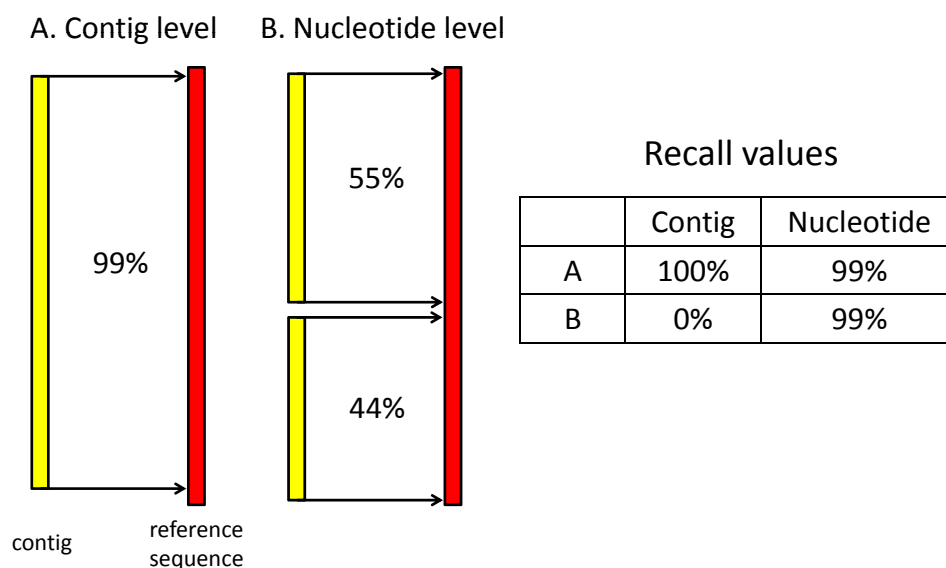 A. Contig level
B. Nucleotide level
99%
55%
44%
contig
reference
sequence
Recall values
Contig Nucleotide
A 100% 99%
B 0% 99%